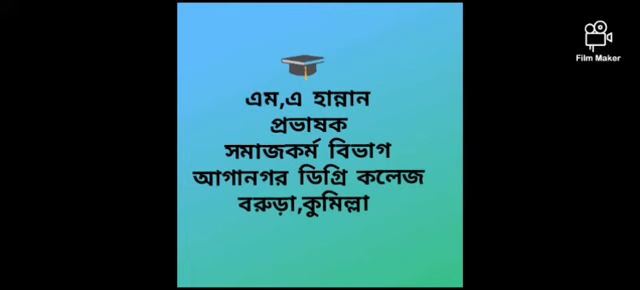 এম,এ হান্নান
প্রভাষক
সমাজকর্ম বিভাগ
আগানগর ডিগ্রি কলেজ
বরুড়া,কুমিল্লা
Film Maker